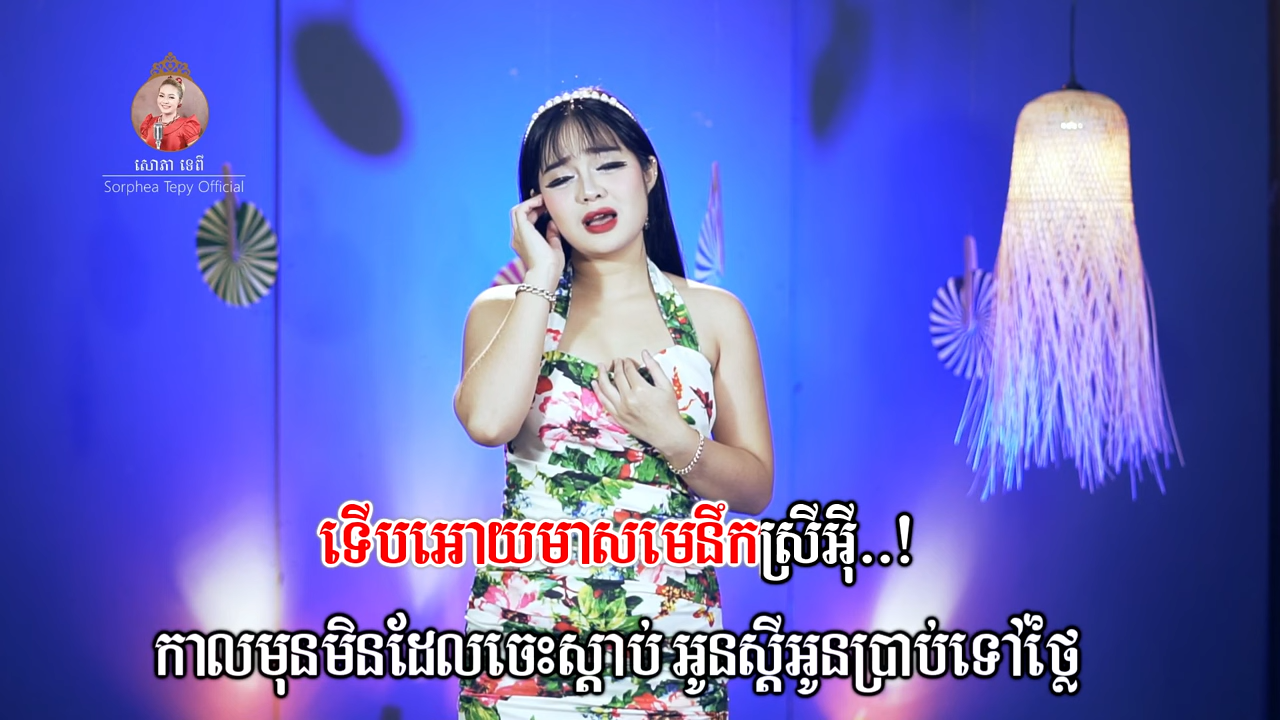 សោភា ទេពី
Sorphea Tepy Official
ទើបអោយមាសមេនឹកស្រីអ៊ី..!
កាលមុនមិនដែលចេះស្ដាប់ អូនស្ដីអូនប្រាប់ទៅថ្លៃ